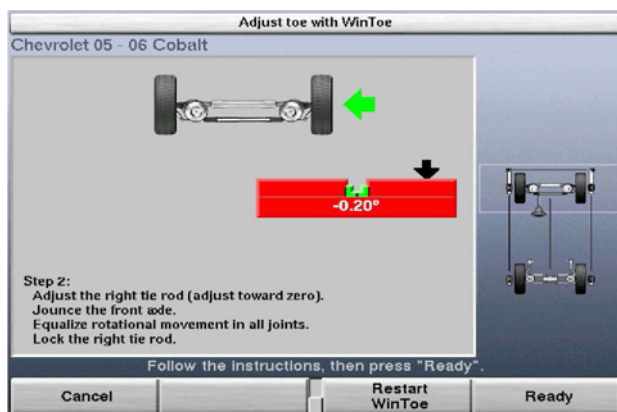 Adjust toe with WinToe
Chevrolet 05 - 06 Cobalt
-0.20º
Step 2:
Adjust the right tie rod (adjust toward zero).
Jounce the front axle.
Equalize rotational movement in all joints.
Lock the right tie rod.
Follow the instructions, then press "Ready".
Cancel
Restart
WinToe
Ready